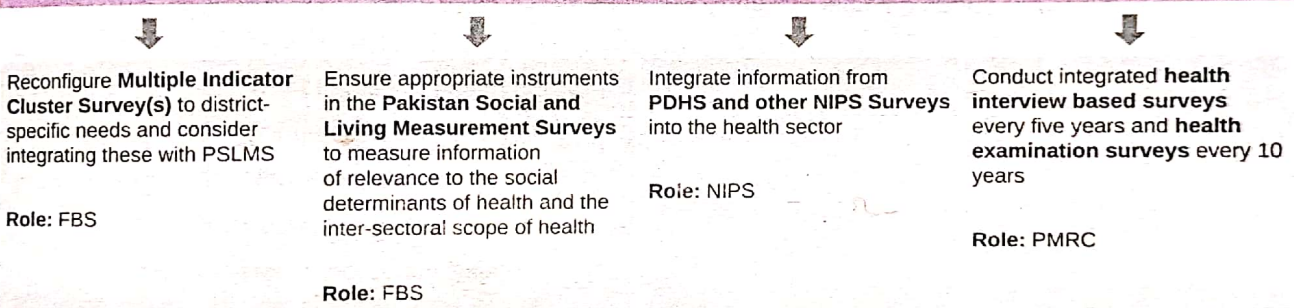 Reconfigure Multiple Indicator
Cluster Survey(s) to district-
specific needs and consider
integrating these with PSLMS
Role: FBS
Ensure appropriate instruments
in the Pakistan Social and
Living Measurement Surveys
to measure information
of relevance to the social
determinants of health and the
inter-sectoral scope of health
Role: FBS
Integrate information from
PDHS and other NIPS Surveys
into the health sector
Role: NIPS
Conduct integrated health
interview based surveys
every five years and health
examination surveys every 10
years
Role: PMRC